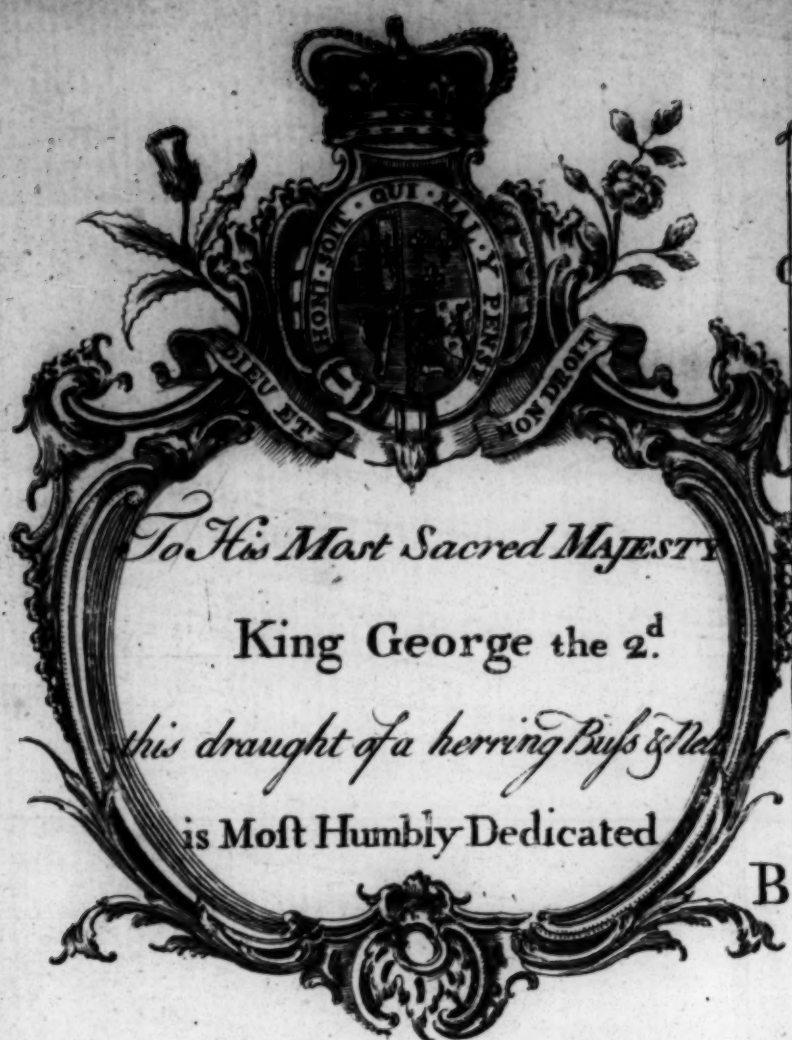 HONI · SOIT · QUI · MAL · Y PENSE
DIEU ET MON DROIT
To His Most Sacred MAJESTY
King George the 2.d
this draught of a herring Buſs & Nets
is Moſt Humbly Dedicated
B